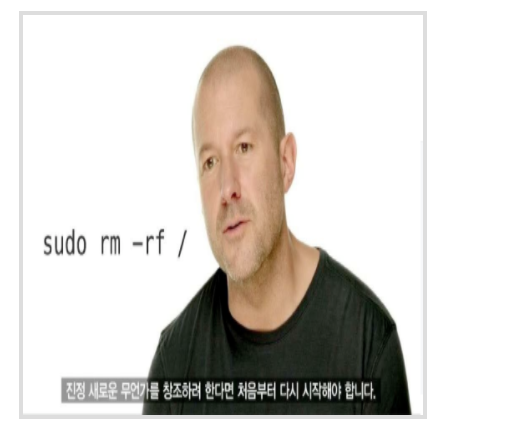 sudo rm –rf /
진정 새로운 무언가를 창조하려 한다면 처음부터 다시 시작해야 합니다.